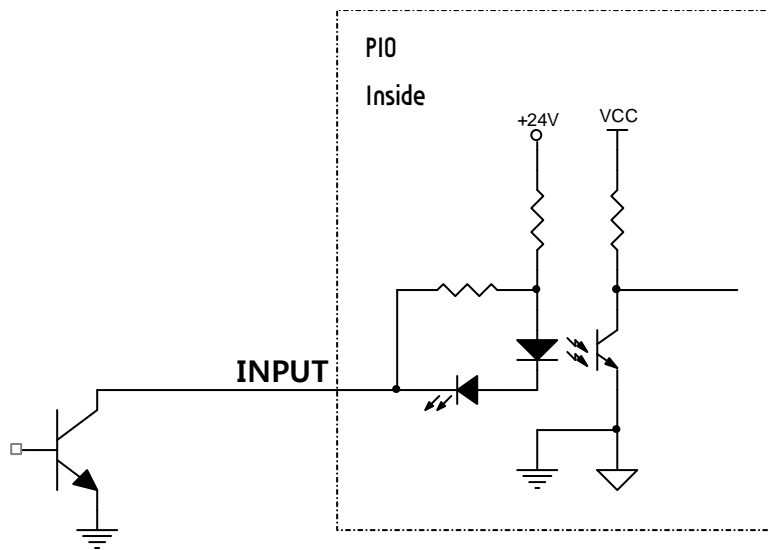 PIO
Inside
+24V
VCC
INPUT